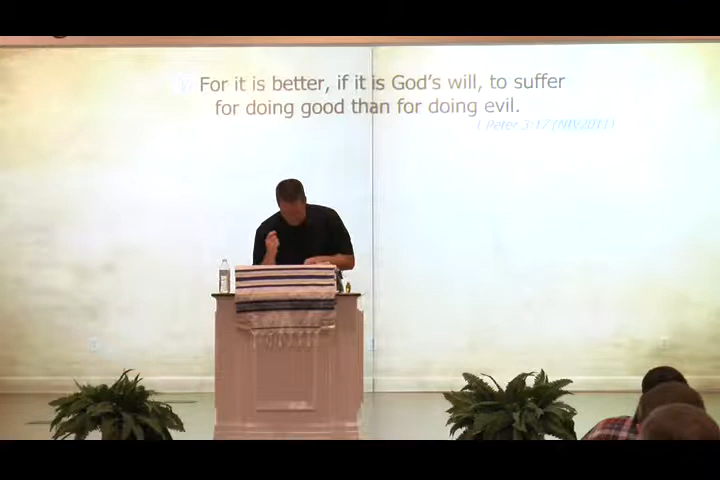 17 For it is better, if it is God's will, to suffer
for doing good than for doing evil.
1 Peter 3:17 (NIV2011)